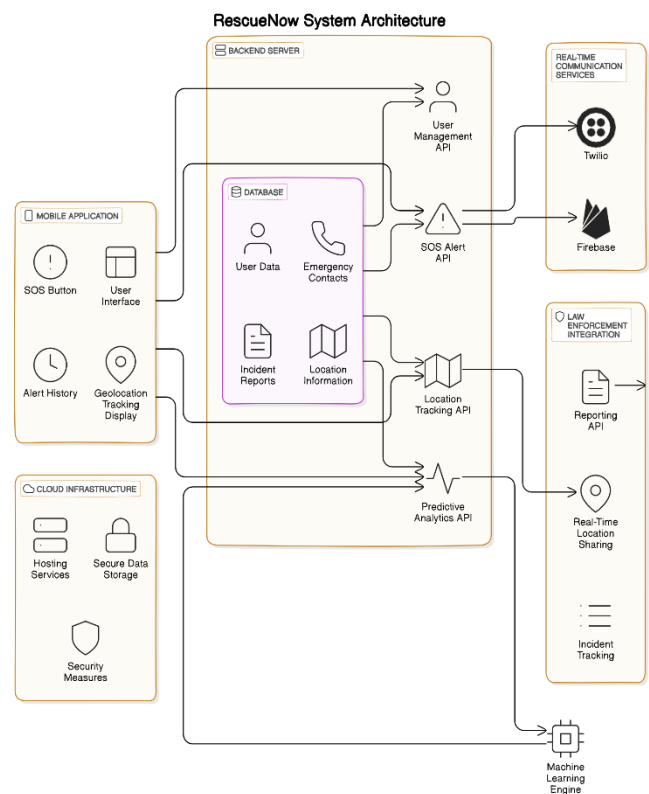 RescueNow System Architecture
BACKEND SERVER
User
Management
API
DATABASE
User Data
Emergency
Contacts
Incident
Reports
Location
Information
SOS Alert
API
Location
Tracking API
Predictive
Analytics API
REAL-TIME
COMMUNICATION
SERVICES
Twilio
Firebase
MOBILE APPLICATION
SOS Button
User
Interface
Alert History
Geolocation
Tracking
Display
LAW
ENFORCEMENT
INTEGRATION
Reporting
API
Real-Time
Location
Sharing
Incident
Tracking
CLOUD INFRASTRUCTURE
Hosting
Services
Secure Data
Storage
Security
Measures
Machine
Learning
Engine